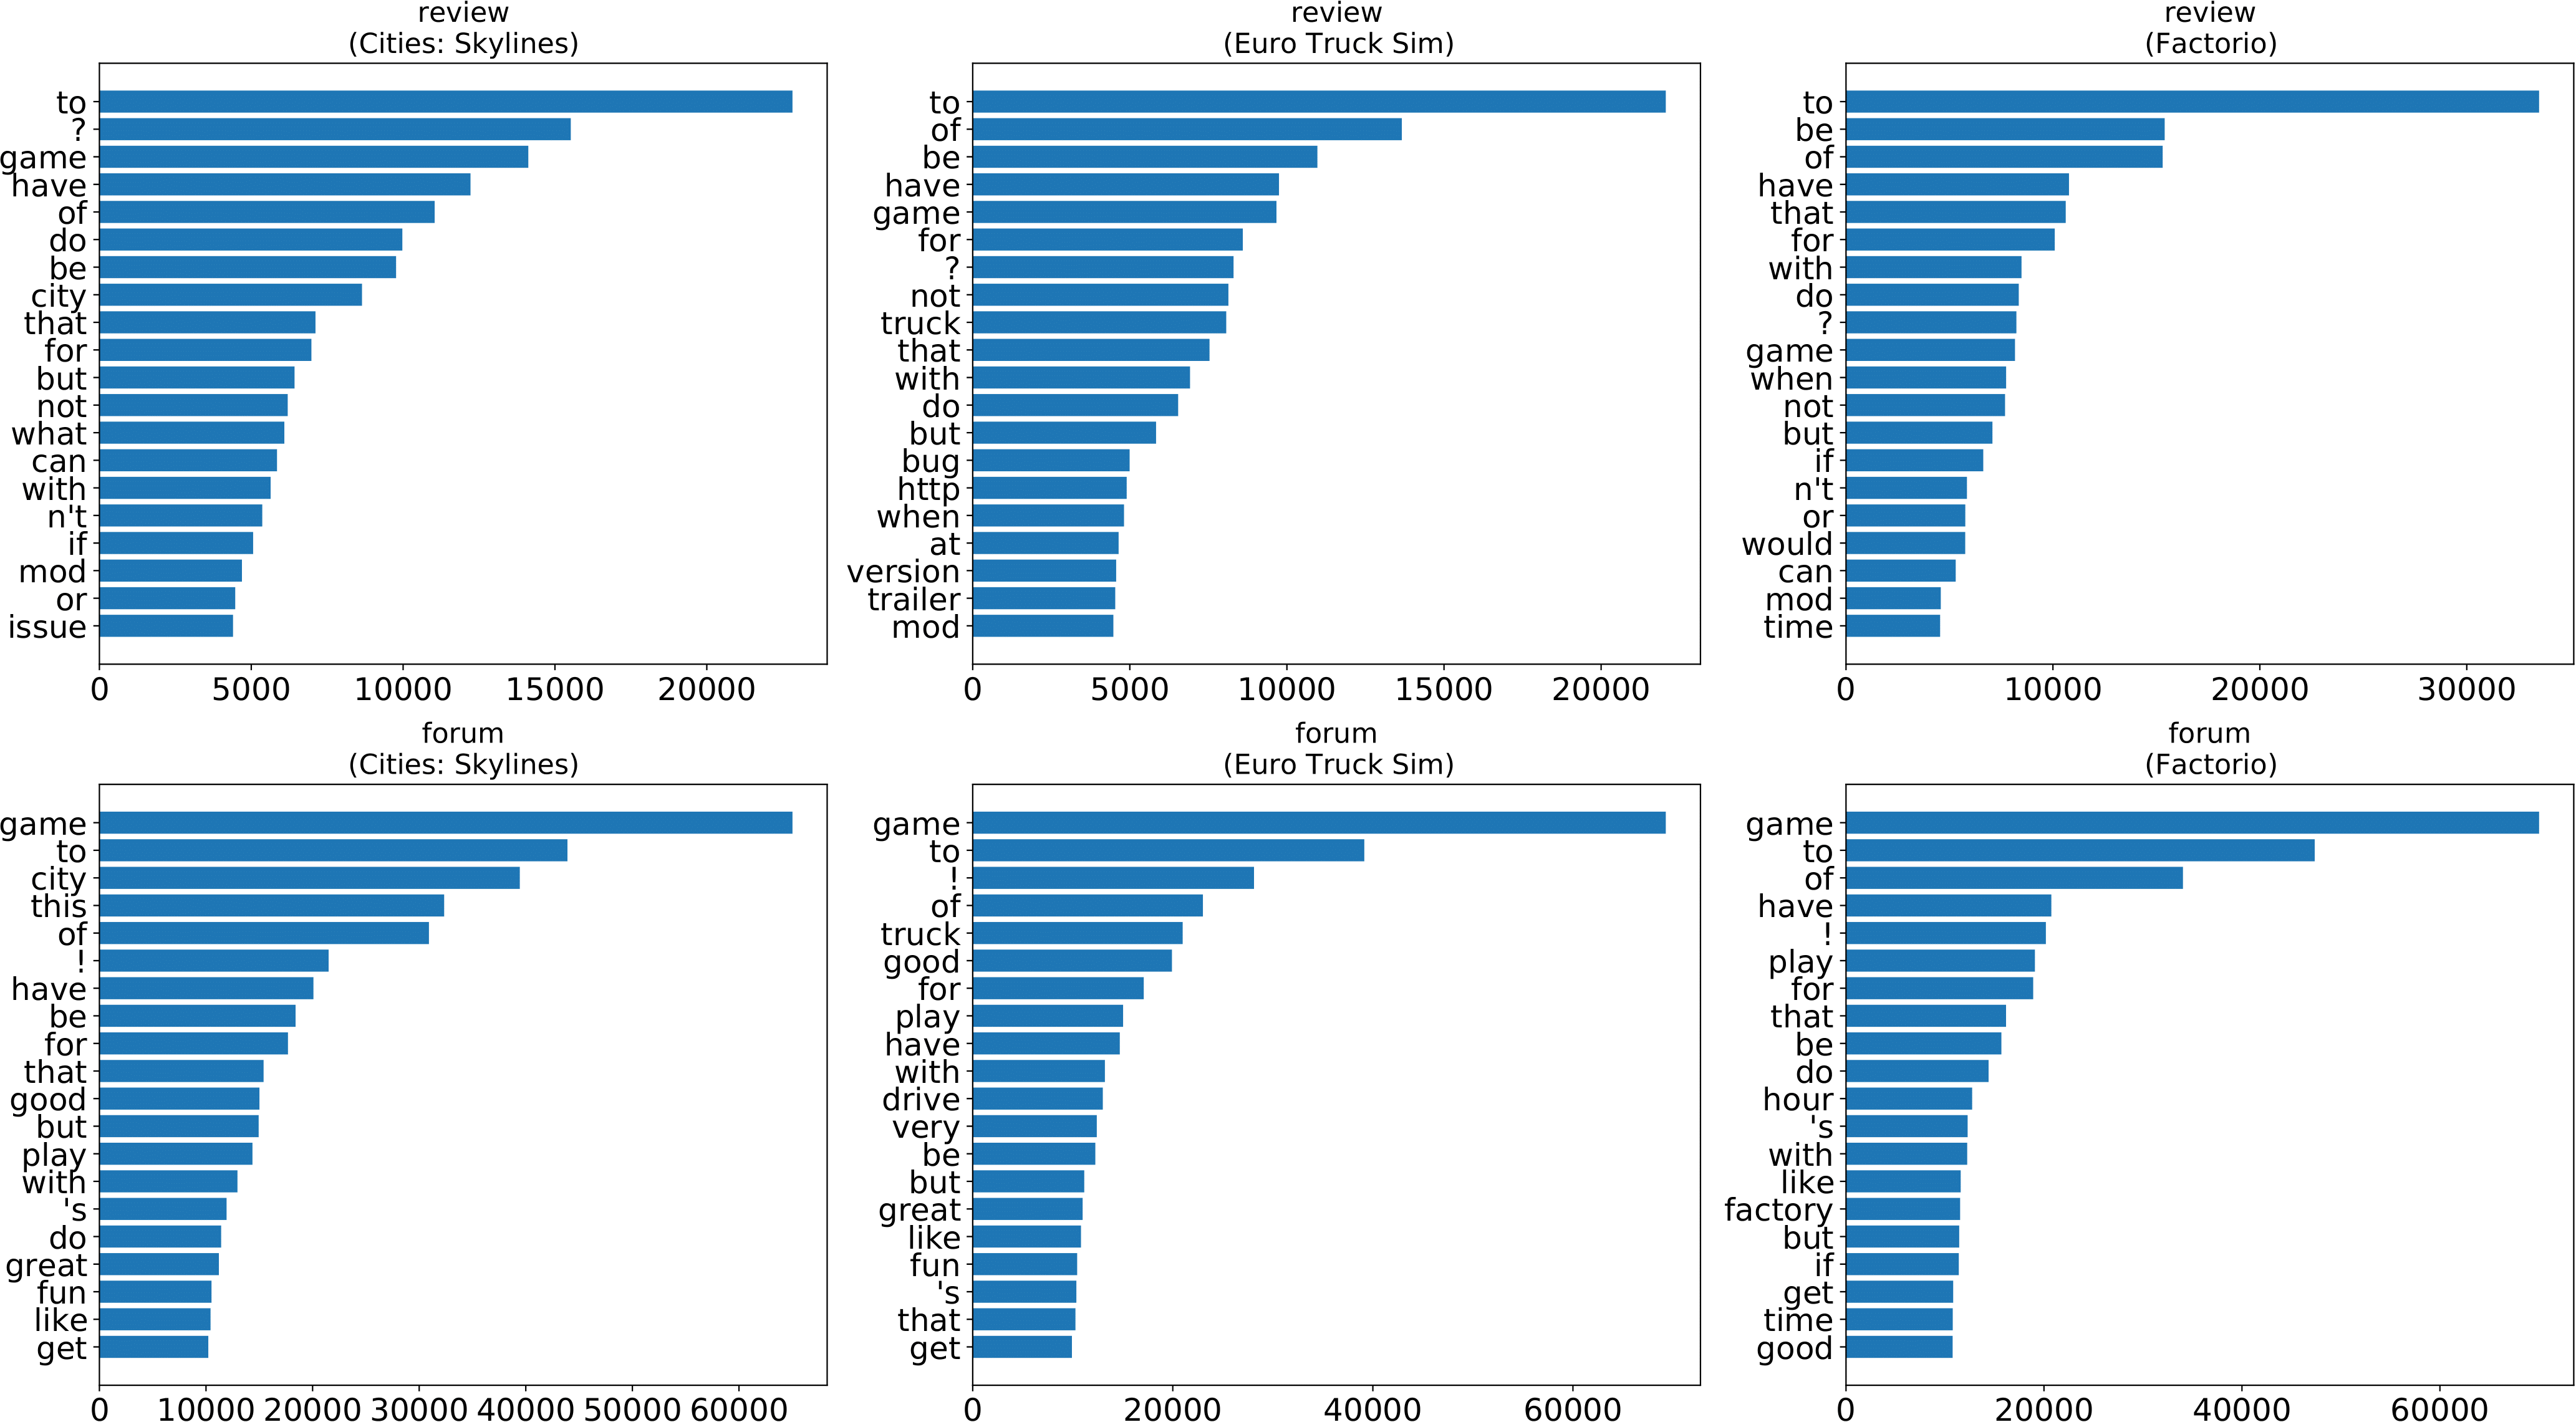 review
(Cities: Skylines)
to
?
game
have
of
do
be
city
that
for
but
not
what
can
with
n't
if
mod
or
issue
0 5000 10000 15000 20000
review
(Euro Truck Sim)
to
of
be
have
game
for
?
not
truck
that
with
do
but
bug
http
when
at
version
trailer
mod
0 5000 10000 15000 20000
review
(Factorio)
to
be
of
have
that
for
with
do
?
game
when
not
but
if
n't
or
would
can
mod
time
0 10000 20000 30000
forum
(Cities: Skylines)
game
to
city
this
of
!
have
be
for
that
good
but
play
with
's
do
great
fun
like
get
0 10000 20000 30000 40000 50000 60000
forum
(Euro Truck Sim)
game
to
!
of
truck
good
for
play
have
with
drive
very
be
but
great
like
fun
's
that
get
0 20000 40000 60000
forum
(Factorio)
game
to
of
have
!
play
for
that
be
do
hour
's
with
like
factory
but
if
get
time
good
0 20000 40000 60000